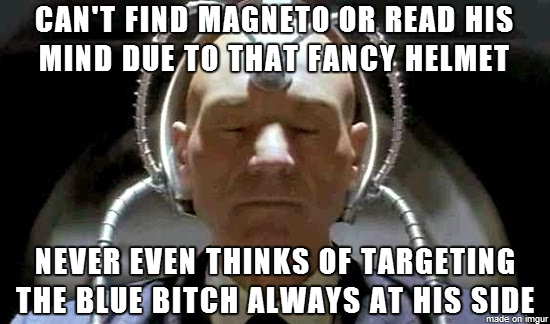 CAN'T FIND MAGNETO OR READ HIS
MIND DUE TO THAT FANCY HELMET
NEVER EVEN THINKS OF TARGETING
THE BLUE BITCH ALWAYS AT HIS SIDE
made on imgur